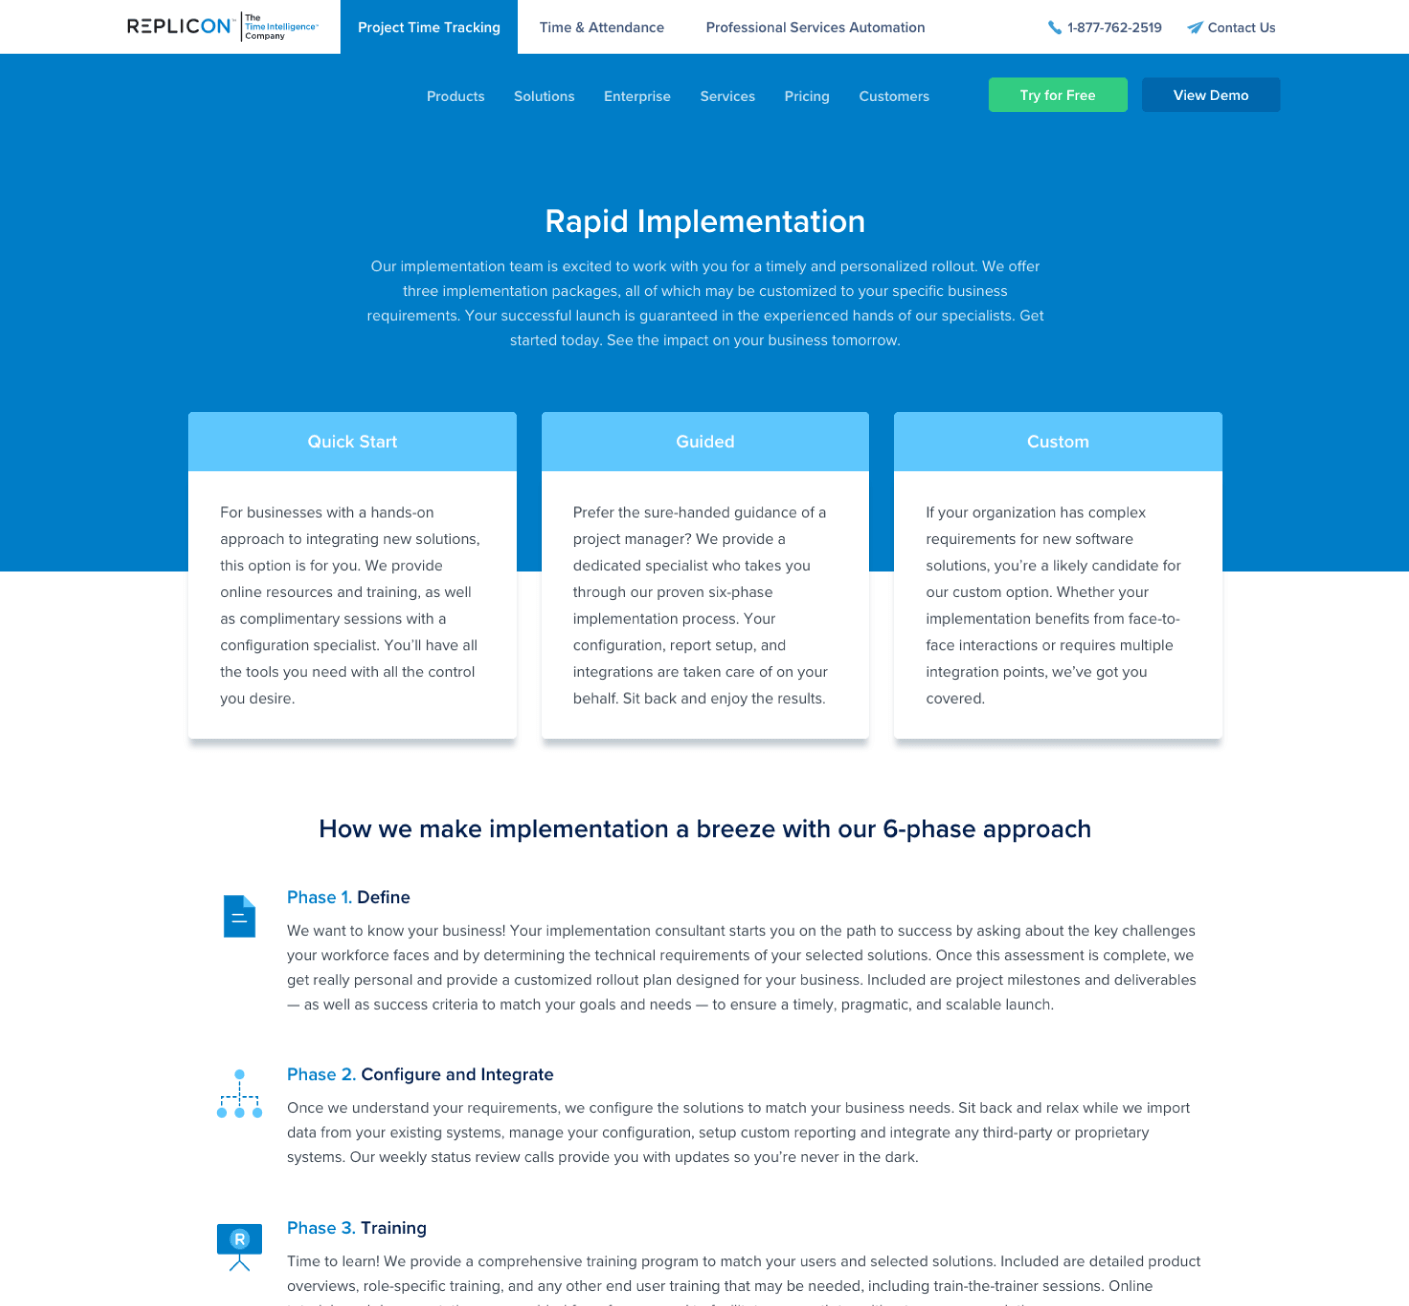 REPLICON The Time Intelligence Company
Project Time Tracking
Time & Attendance
Professional Services Automation
1-877-762-2519
Contact Us
Products
Solutions
Enterprise
Services
Pricing
Customers
Try for Free
View Demo
Rapid Implementation
Our implementation team is excited to work with you for a timely and personalized rollout. We offer
three implementation packages, all of which may be customized to your specific business
requirements. Your successful launch is guaranteed in the experienced hands of our specialists. Get
started today. See the impact on your business tomorrow.
Quick Start
For businesses with a hands-on
approach to integrating new solutions,
this option is for you. We provide
online resources and training, as well
as complimentary sessions with a
configuration specialist. You'll have all
the tools you need with all the control
you desire.
Guided
Prefer the sure-handed guidance of a
project manager? We provide a
dedicated specialist who takes you
through our proven six-phase
implementation process. Your
configuration, report setup, and
integrations are taken care of on your
behalf. Sit back and enjoy the results.
Custom
If your organization has complex
requirements for new software
solutions, you're a likely candidate for
our custom option. Whether your
implementation benefits from face-to-
face interactions or requires multiple
integration points, we've got you
covered.
How we make implementation a breeze with our 6-phase approach
Phase 1. Define
We want to know your business! Your implementation consultant starts you on the path to success by asking about the key challenges
your workforce faces and by determining the technical requirements of your selected solutions. Once this assessment is complete, we
get really personal and provide a customized rollout plan designed for your business. Included are project milestones and deliverables
— as well as success criteria to match your goals and needs — to ensure a timely, pragmatic, and scalable launch.
Phase 2. Configure and Integrate
Once we understand your requirements, we configure the solutions to match your business needs. Sit back and relax while we import
data from your existing systems, manage your configuration, setup custom reporting and integrate any third-party or proprietary
systems. Our weekly status review calls provide you with updates so you're never in the dark.
R
Phase 3. Training
Time to learn! We provide a comprehensive training program to match your users and selected solutions. Included are detailed product
overviews, role-specific training, and any other end user training that may be needed, including train-the-trainer sessions. Online